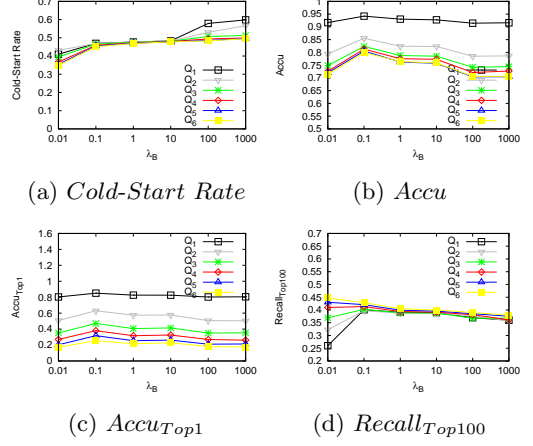 Cold-Start Rate
0.7
0.6
0.5
0.4
0.3
0.2
0.1
0
0.01 0.1 1 10 100 1000
λB
Q1
Q2
Q3
Q4
Q5
Q6
(a) Cold-Start Rate
Accu
1
0.95
0.9
0.85
0.8
0.75
0.7
0.65
0.6
0.55
0.5
0.01 0.1 1 10 100 1000
λB
Q1
Q2
Q3
Q4
Q5
Q6
(b) Accu
AccuTop1
1.6
1.4
1.2
1
0.8
0.6
0.4
0.2
0
0.01 0.1 1 10 100 1000
λB
Q1
Q2
Q3
Q4
Q5
Q6
(c) AccuTop1
RecallTop100
0.7
0.65
0.6
0.55
0.5
0.45
0.4
0.35
0.3
0.25
0.2
0.01 0.1 1 10 100 1000
λB
Q1
Q2
Q3
Q4
Q5
Q6
(d) RecallTop100